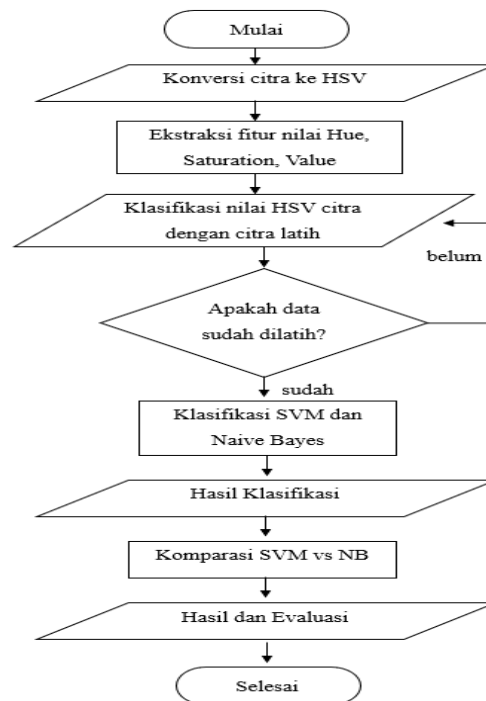 Mulai
Konversi citra ke HSV
Ekstraksi fitur nilai Hue,
Saturation, Value
Klasifikasi nilai HSV citra
dengan citra latih
belum
Apakah data
sudah dilatih?
sudah
Klasifikasi SVM dan
Naive Bayes
Hasil Klasifikasi
Komparasi SVM vs NB
Hasil dan Evaluasi
Selesai